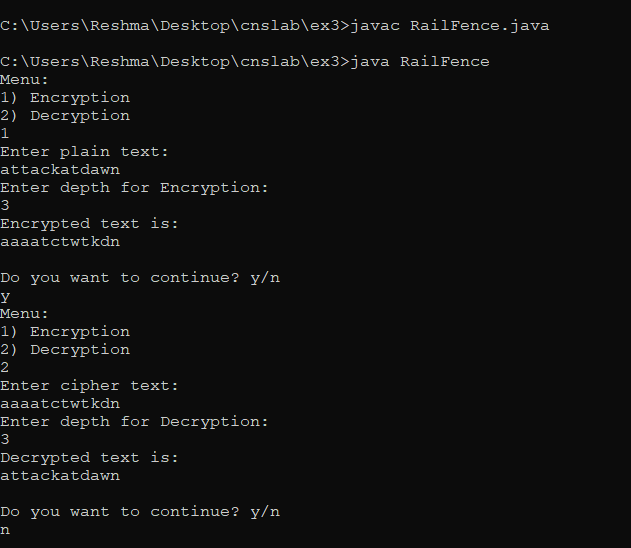 C:\Users\Reshma\Desktop\cnslab\ex3>javac RailFence.java
C:\Users\Reshma\Desktop\cnslab\ex3>java RailFence
Menu:
1) Encryption
2) Decryption
1
Enter plain text:
attackatdawn
Enter depth for Encryption:
3
Encrypted text is:
aaaatctwtkdn
Do you want to continue? y/n
y
Menu:
1) Encryption
2) Decryption
2
Enter cipher text:
aaaatctwtkdn
Enter depth for Decryption:
3
Decrypted text is:
attackatdawn
Do you want to continue? y/n
n